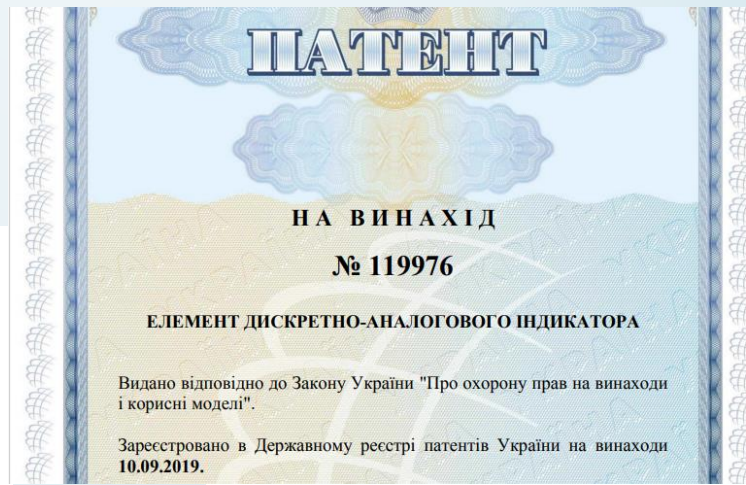 ПАТЕНТ
НА ВИНАХІД
№ 119976
ЕЛЕМЕНТ ДИСКРЕТНО-АНАЛОГОВОГО ІНДИКАТОРА
Видано відповідно до Закону України "Про охорону прав на винаходи
і корисні моделі".
Зареєстровано в Державному реєстрі патентів України на винаходи
10.09.2019.